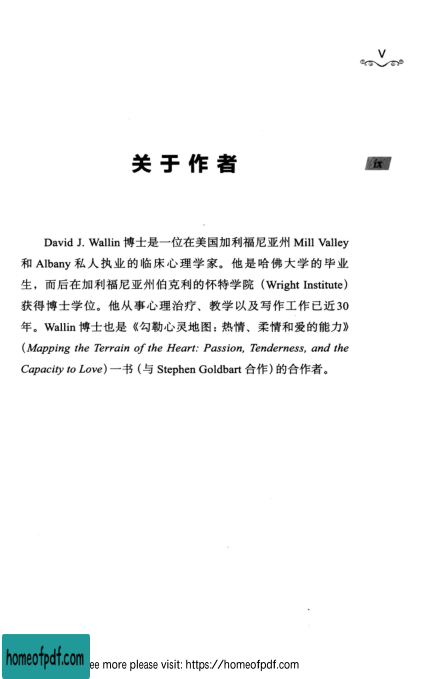 V
关于作者
ix
David J. Wallin 博士是一位在美国加利福尼亚州 Mill Valley
和 Albany 私人执业的临床心理学家。他是哈佛大学的毕业
生，而后在加利福尼亚州伯克利的怀特学院（Wright Institute）
获得博士学位。他从事心理治疗、教学以及写作工作已近30
年。Wallin 博士也是《勾勒心灵地图：热情、柔情和爱的能力》
（Mapping the Terrain of the Heart: Passion, Tenderness, and the
Capacity to Love）一书（与 Stephen Goldbart 合作）的合作者。
homeofpdf.com
ee more please visit: https://homeofpdf.com